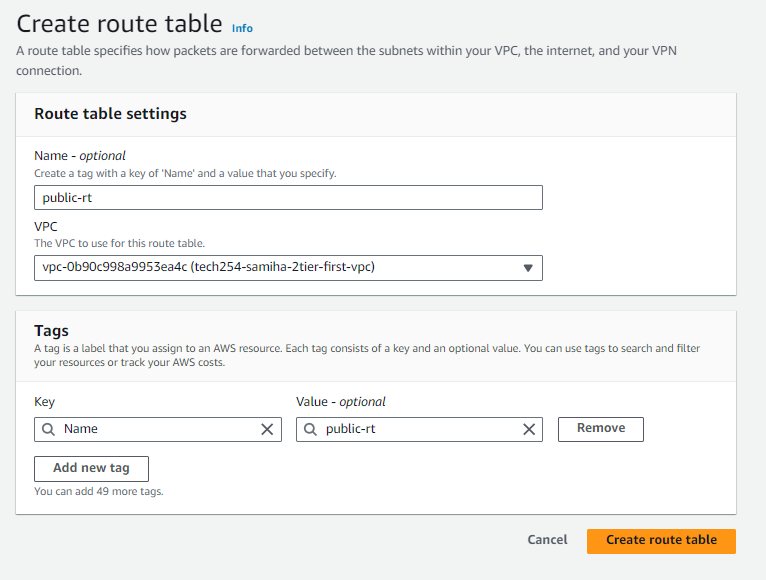 Create route table Info
A route table specifies how packets are forwarded between the subnets within your VPC, the internet, and your VPN
connection.
Route table settings
Name - optional
Create a tag with a key of 'Name' and a value that you specify.
public-rt
VPC
The VPC to use for this route table.
vpc-0b90c998a9953ea4c (tech254-samiha-2tier-first-vpc)
Tags
A tag is a label that you assign to an AWS resource. Each tag consists of a key and an optional value. You can use tags to search and filter
your resources or track your AWS costs.
Key Value - optional
Name public-rt Remove
Add new tag
You can add 49 more tags.
Cancel Create route table